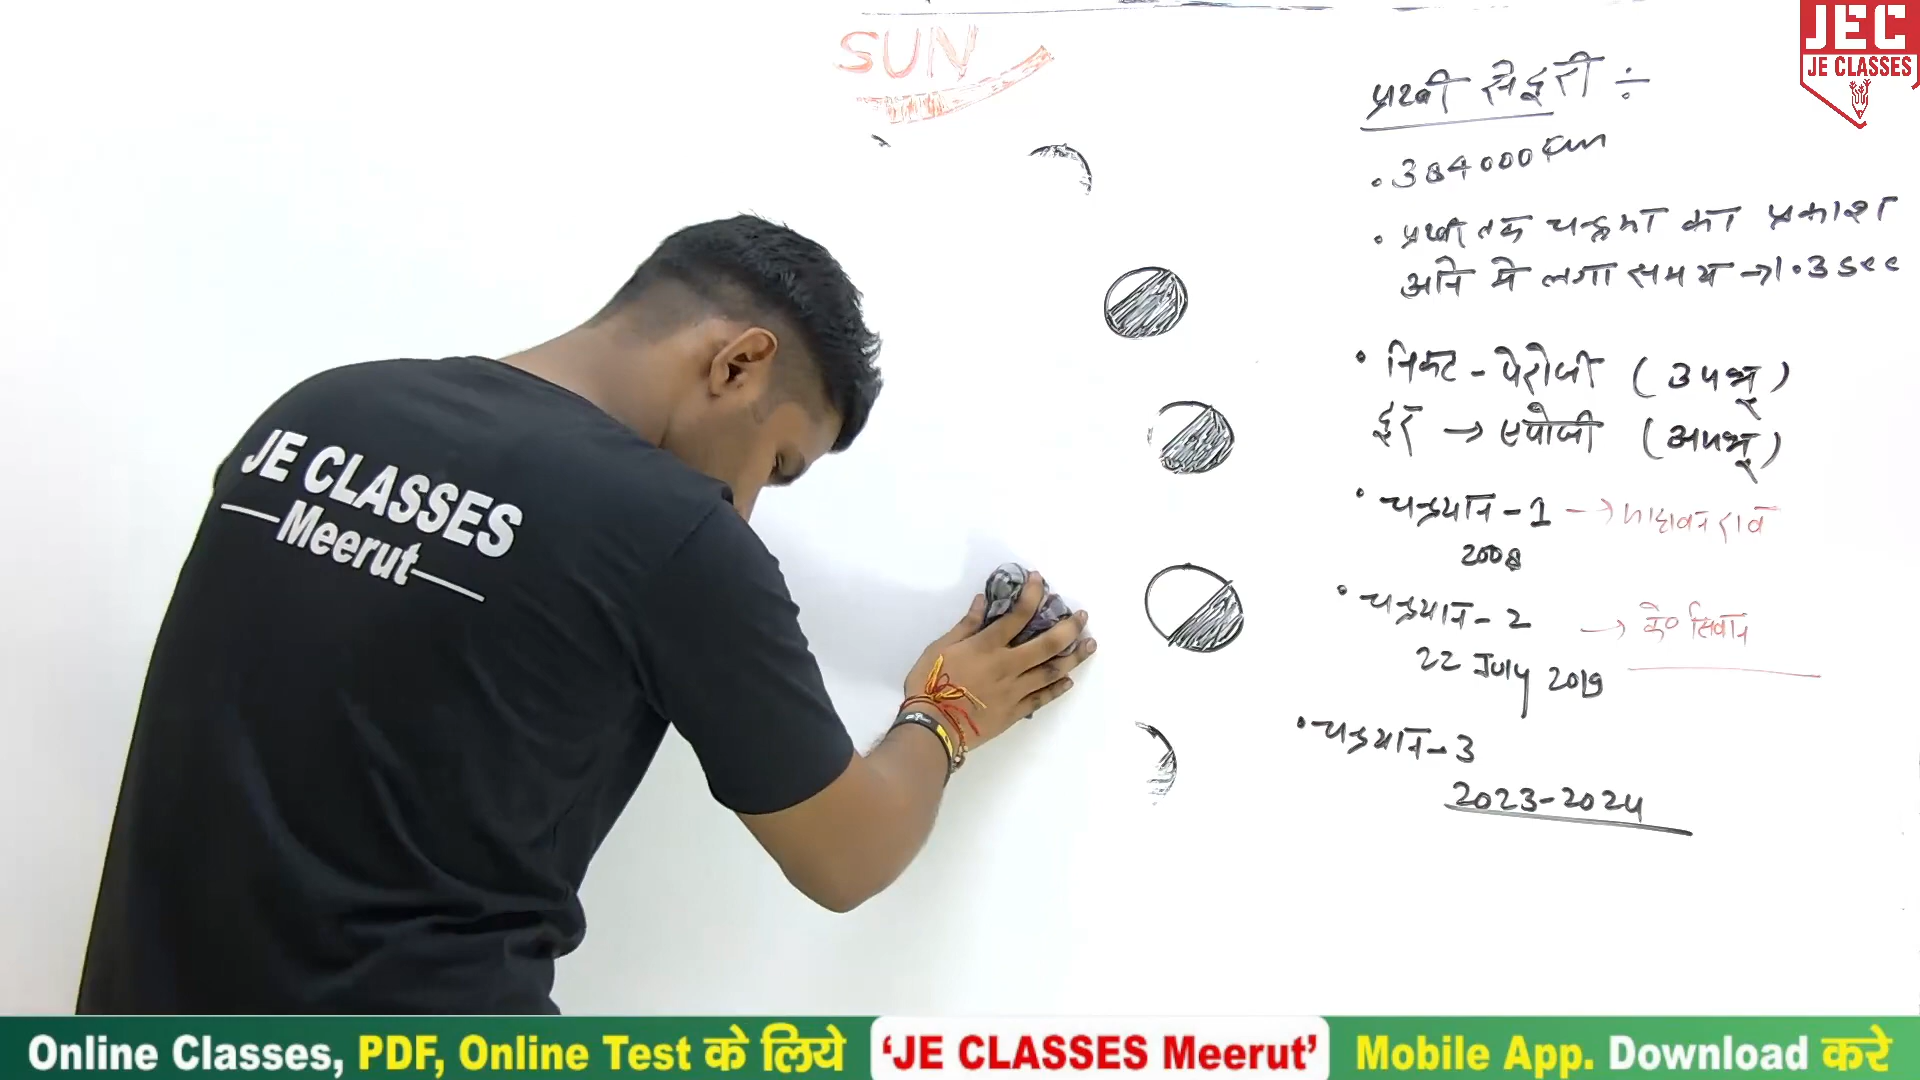 SUN
JEC
JE CLASSES
पृथ्वी से दूरी ÷
• 384000 km
• पृथ्वी तक चन्द्रमा का प्रकाश
आने मे लगा समय → 1.3 sec
• निकट - पेरीजी (उपभू)
दूर → एपोजी (अपभू)
• चन्द्रयान - 1 → माधवन राव
2008
• चन्द्रयान - 2 → के० सिवान
22 July 2019
• चन्द्रयान - 3
2023-2024
JE CLASSES
Meerut
Online Classes, PDF, Online Test के लिये 'JE CLASSES Meerut' Mobile App. Download करे